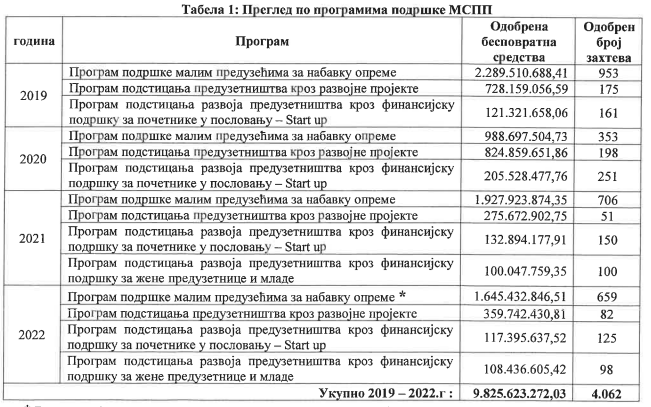 Табела 1: Преглед по програмима подршке МСПП
година Програм Одобрена бесповратна средства Одобрен број захтева
2019
Програм подршке малим предузећима за набавку опреме 2.289.510.688,41 953
Програм подстицања предузетништва кроз развојне пројекте 728.159.056,59 175
Програм подстицања развоја предузетништва кроз финансијску
подршку за почетнике у пословању – Start up 121.321.658,06 161
2020
Програм подршке малим предузећима за набавку опреме 988.697.504,73 353
Програм подстицања предузетништва кроз развојне пројекте 824.859.651,86 198
Програм подстицања развоја предузетништва кроз финансијску
подршку за почетнике у пословању – Start up 205.528.477,76 251
2021
Програм подршке малим предузећима за набавку опреме 1.927.923.874,35 706
Програм подстицања предузетништва кроз развојне пројекте 275.672.902,75 51
Програм подстицања развоја предузетништва кроз финансијску
подршку за почетнике у пословању – Start up 132.894.177,91 150
Програм подстицања развоја предузетништва кроз финансијску
подршку за жене предузетнице и младе 100.047.759,35 100
2022
Програм подршке малим предузећима за набавку опреме * 1.645.432.846,51 659
Програм подстицања предузетништва кроз развојне пројекте 359.742.430,81 82
Програм подстицања развоја предузетништва кроз финансијску
подршку за почетнике у пословању – Start up 117.395.637,52 125
Програм подстицања развоја предузетништва кроз финансијску
подршку за жене предузетнице и младе 108.436.605,42 98
Укупно 2019 – 2022.г : 9.825.623.272,03 4.062